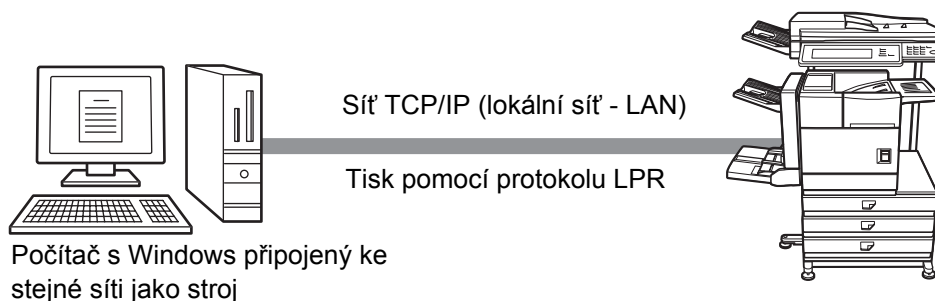 Síť TCP/IP (lokální síť - LAN)
Tisk pomocí protokolu LPR
Počítač s Windows připojený ke
stejné síti jako stroj